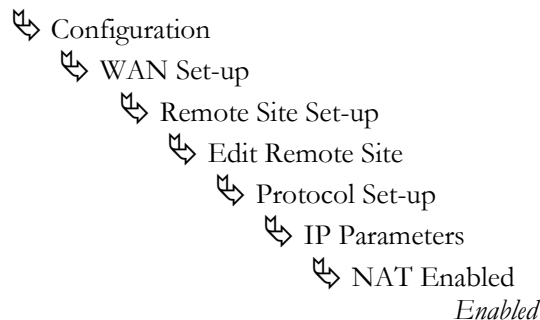 Configuration
WAN Set-up
Remote Site Set-up
Edit Remote Site
Protocol Set-up
IP Parameters
NAT Enabled
Enabled